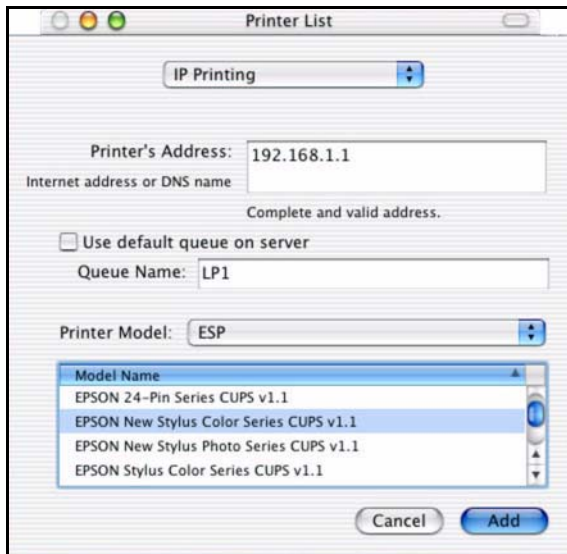 Printer List
IP Printing
Printer's Address: 192.168.1.1
Internet address or DNS name
Complete and valid address.
Use default queue on server
Queue Name: LP1
Printer Model: ESP
Model Name
EPSON 24-Pin Series CUPS v1.1
EPSON New Stylus Color Series CUPS v1.1
EPSON New Stylus Photo Series CUPS v1.1
EPSON Stylus Color Series CUPS v1.1
Cancel Add